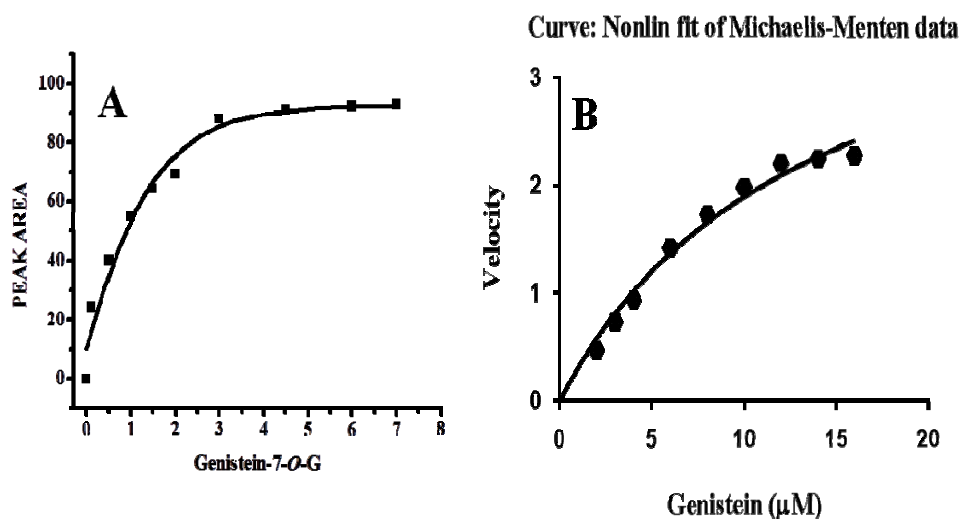 Curve: Nonlin fit of Michaelis-Menten data
A
PEAK AREA
100
80
60
40
20
0
0 1 2 3 4 5 6 7 8
Genistein-7-O-G
B
Velocity
3
2
1
0
0 5 10 15 20
Genistein (μM)